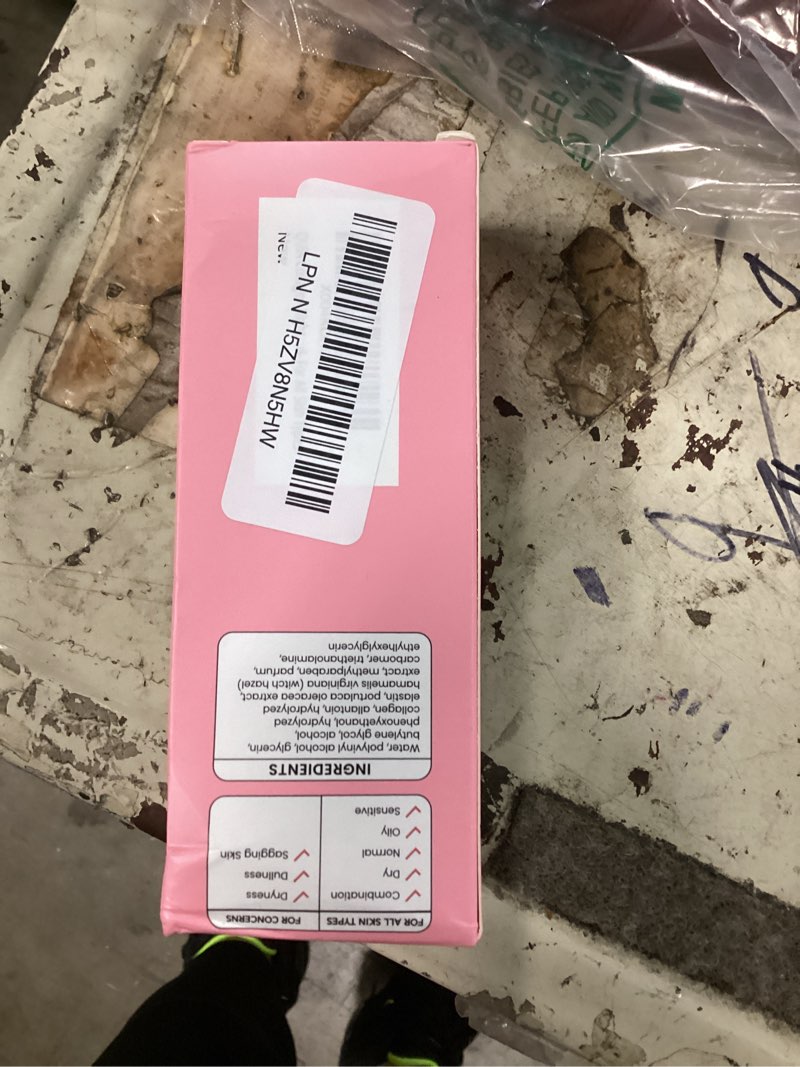 FOR ALL SKIN TYPES
Combination
Dry
Normal
Oily
Sensitive
FOR CONCERNS
Dryness
Dullness
Sagging Skin
INGREDIENTS
Water, polyvinyl alcohol, glycerin,
butylene glycol, alcohol,
phenoxyetnanol, hydrolyzed
collagen, allantoin, hydrolyzed
elastin, portulaca oleracea extract,
hamamelis virginiana (witch hazel)
extract, methylparaben, parfum,
carbomer, triethanolamine,
ethylhexylglycerin
LPN N H5ZV8N5HW